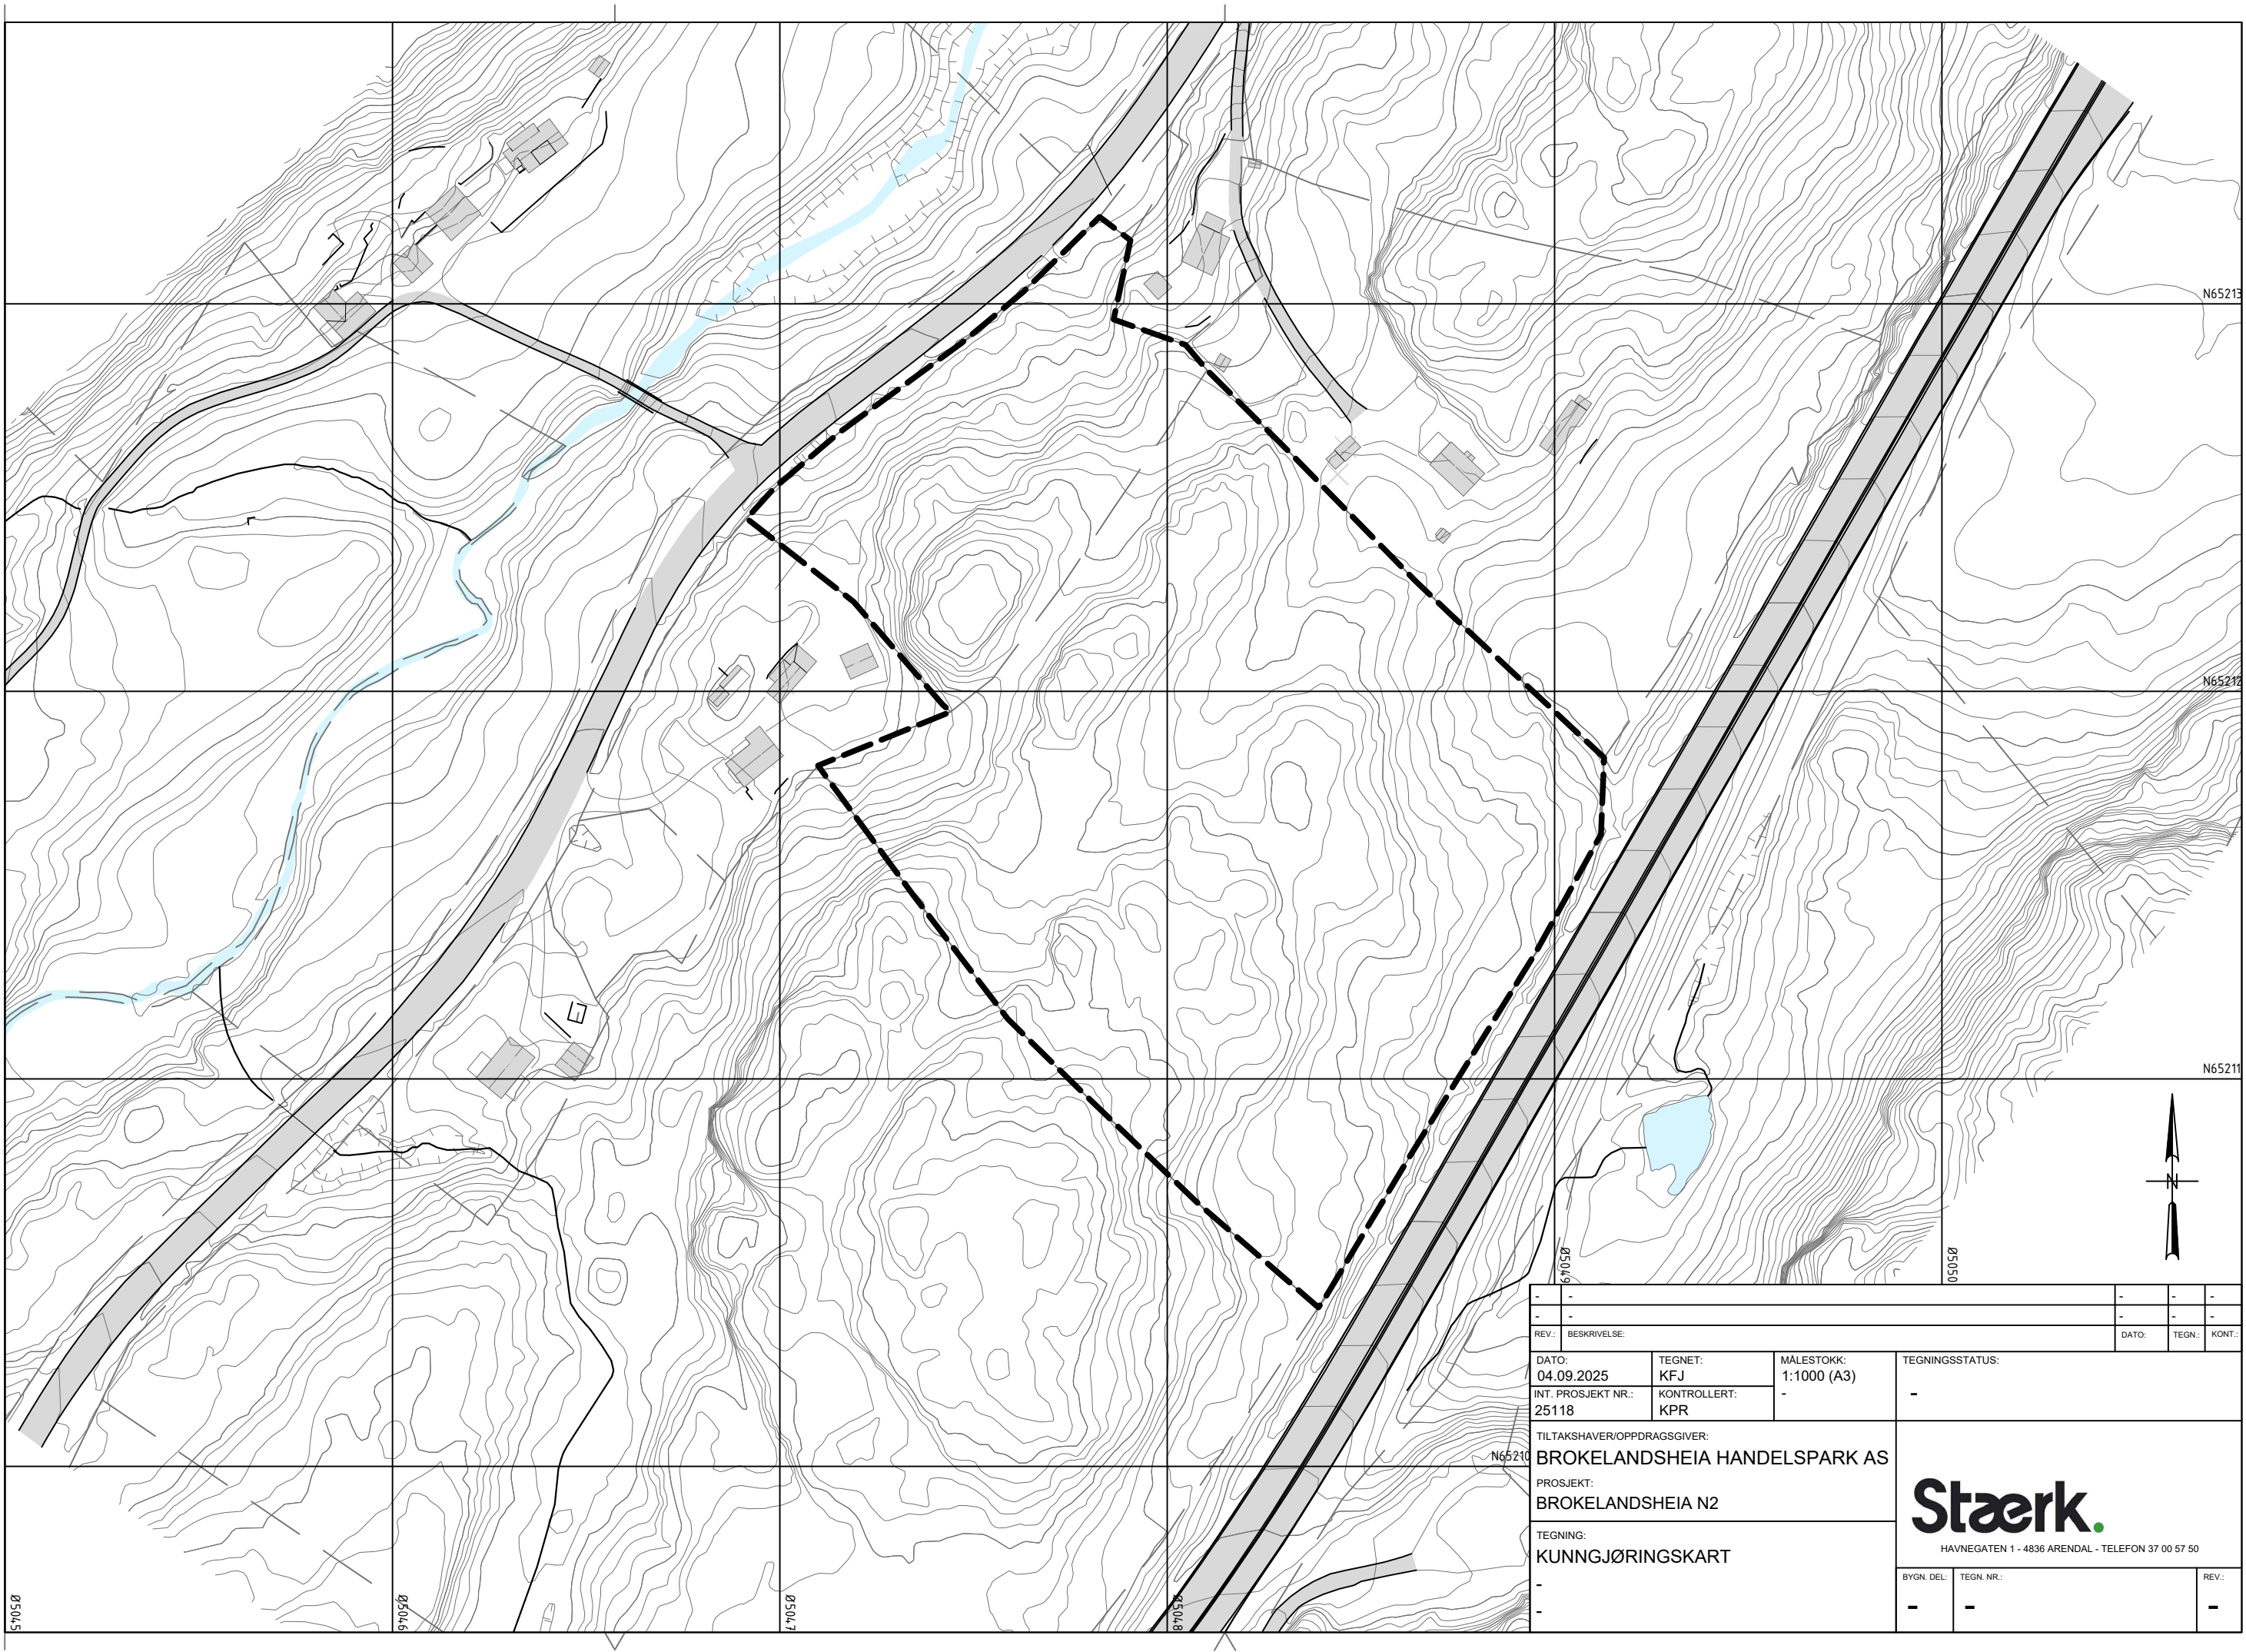 N65213
N65212
N65211
N
Ø5049
Ø5050
- - - - -
- - - - -
REV.: BESKRIVELSE: DATO: TEGN.: KONT.:
DATO: TEGNET: MÅLESTOKK: TEGNINGSSTATUS:
04.09.2025 KFJ 1:1000 (A3)
INT. PROSJEKT NR.: KONTROLLERT: - -
25118 KPR
TILTAKSHAVER/OPPDRAGSGIVER:
N65210 BROKELANDSHEIA HANDELSPARK AS
PROSJEKT:
BROKELANDSHEIA N2
Stærk.
HAVNEGATEN 1 - 4836 ARENDAL - TELEFON 37 00 57 50
TEGNING:
KUNNGJØRINGSKART
-
-
BYGN. DEL: TEGN. NR.: REV.:
- - -
Ø5045
Ø5046
Ø5047
Ø5048